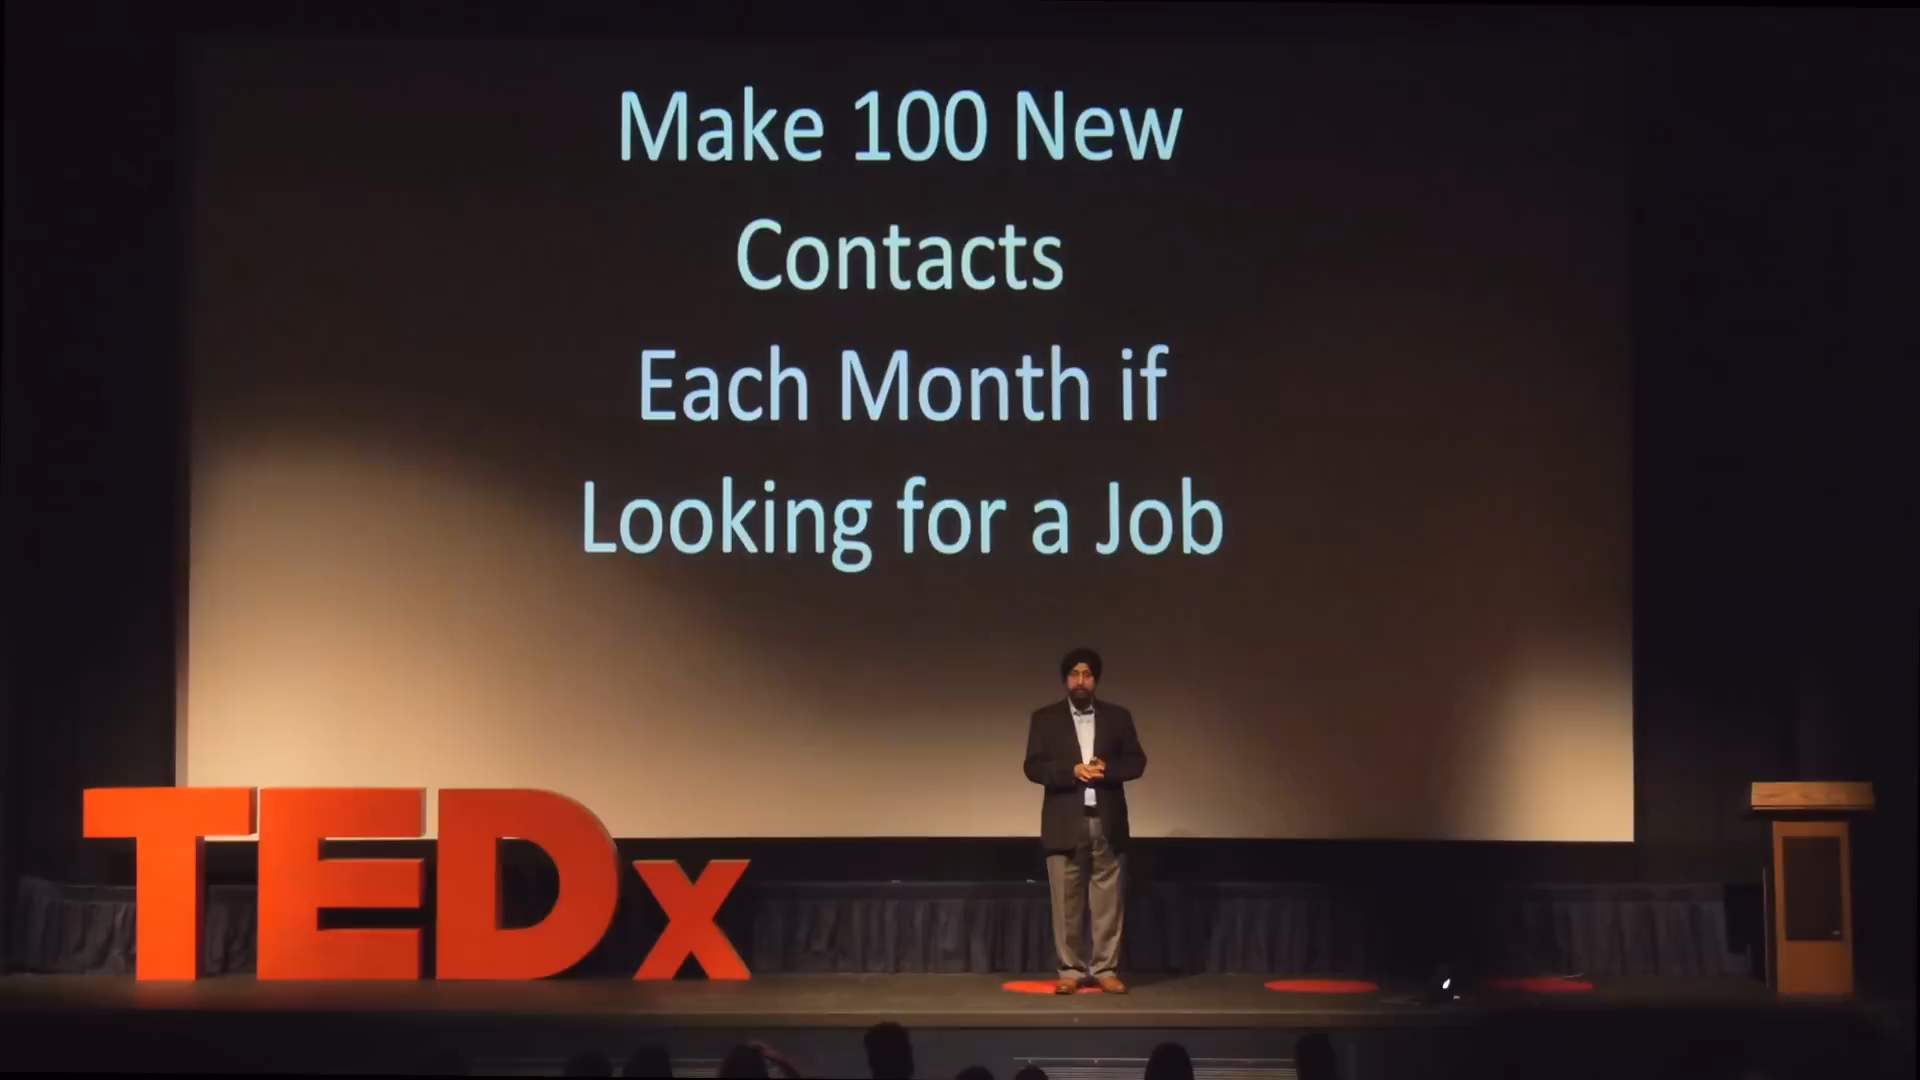 Make 100 New
Contacts
Each Month if
Looking for a Job
TEDx